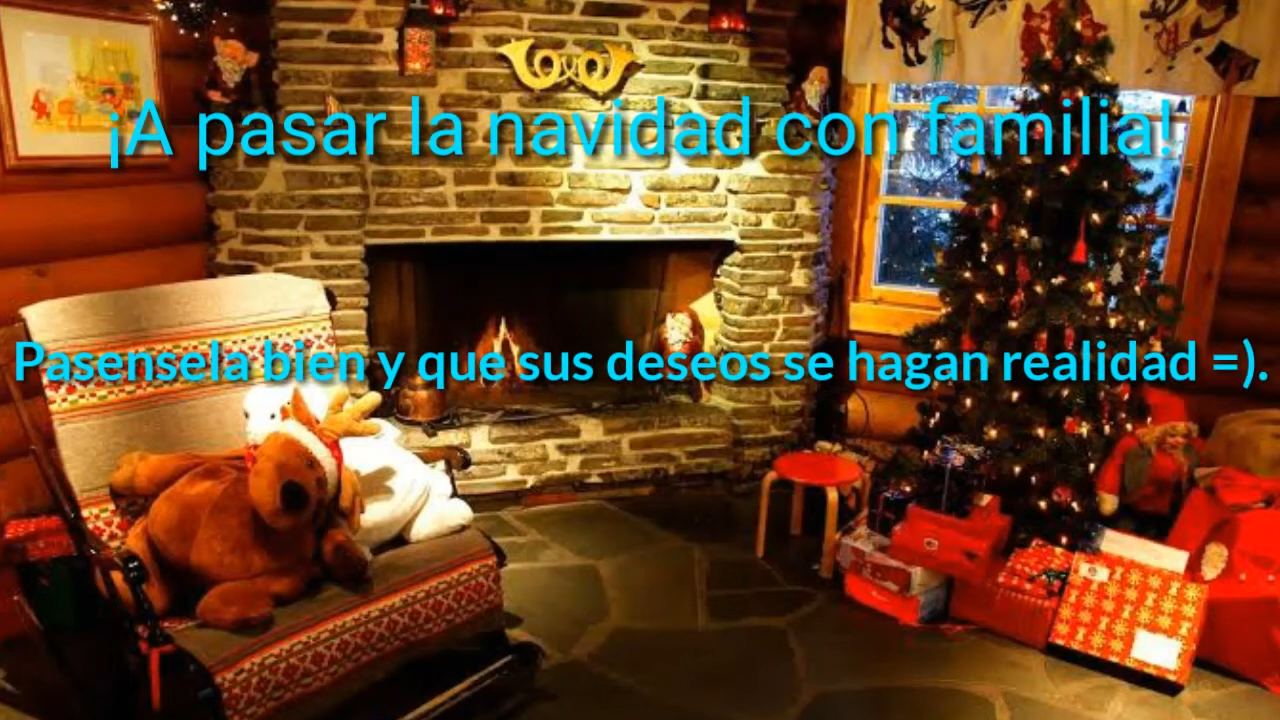 ¡A pasar la navidad con familia!
Pasensela bien y que sus deseos se hagan realidad =).